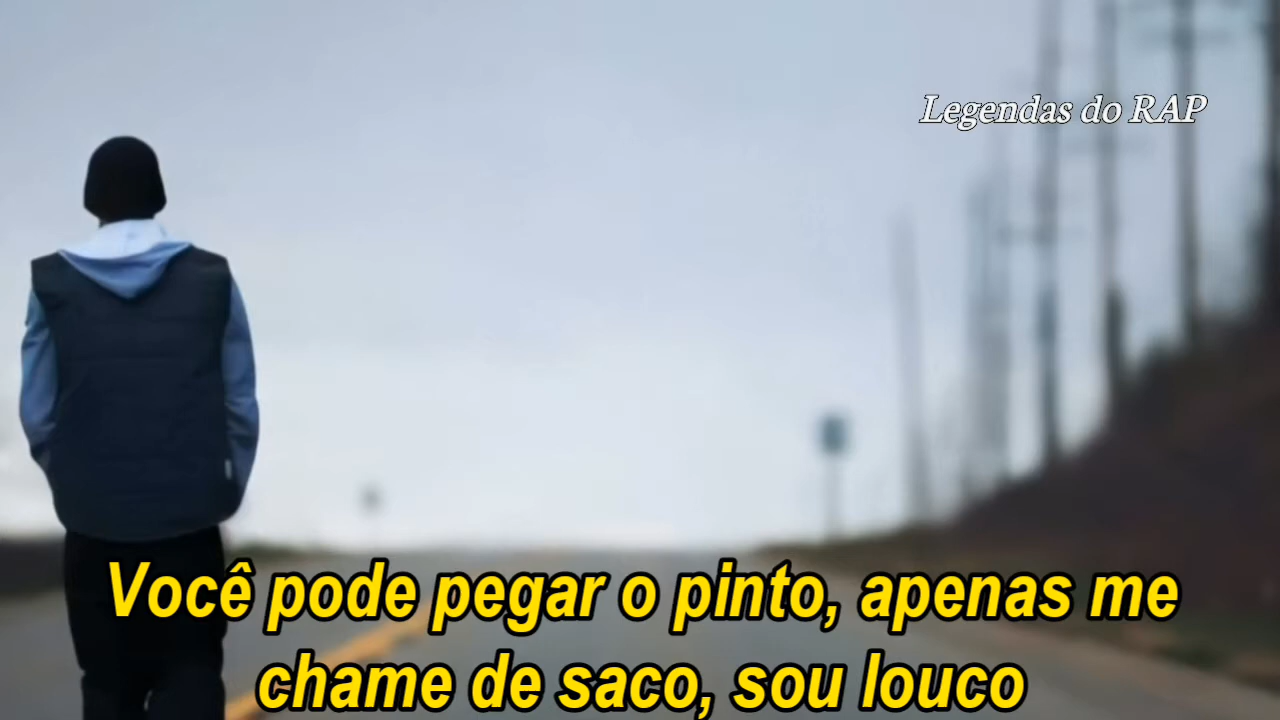 Legendas do RAP
Você pode pegar o pinto, apenas me
chame de saco, sou louco